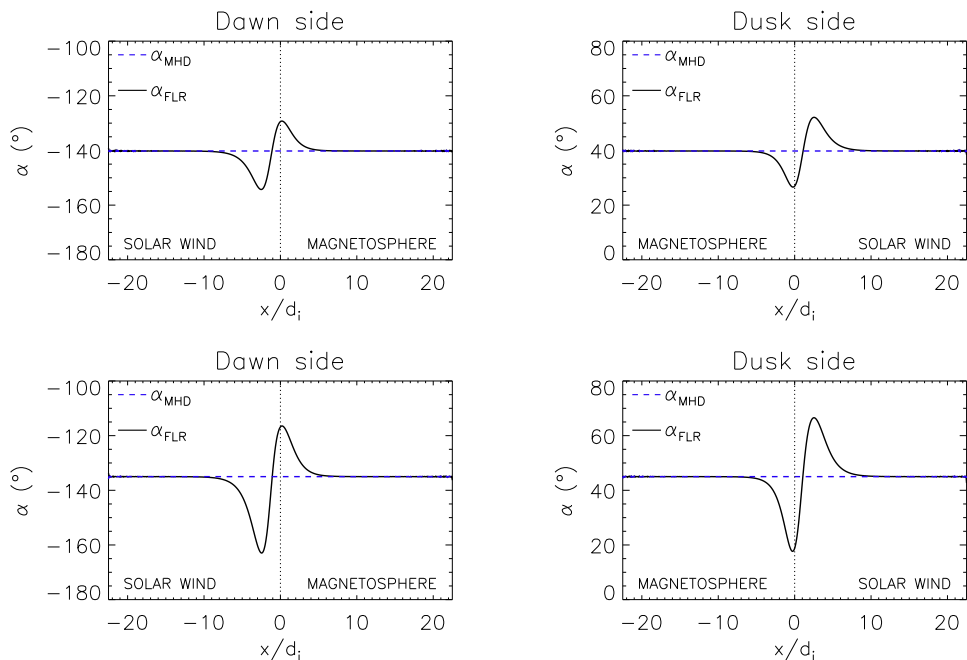 Dawn side
−100
−120
−140
−160
−180
α (°)
α_MHD
α_FLR
SOLAR WIND
MAGNETOSPHERE
−20
−10
0
10
20
x/d_i
Dusk side
80
60
40
20
0
α (°)
α_MHD
α_FLR
MAGNETOSPHERE
SOLAR WIND
−20
−10
0
10
20
x/d_i
Dawn side
−100
−120
−140
−160
−180
α (°)
α_MHD
α_FLR
SOLAR WIND
MAGNETOSPHERE
−20
−10
0
10
20
x/d_i
Dusk side
80
60
40
20
0
α (°)
α_MHD
α_FLR
MAGNETOSPHERE
SOLAR WIND
−20
−10
0
10
20
x/d_i